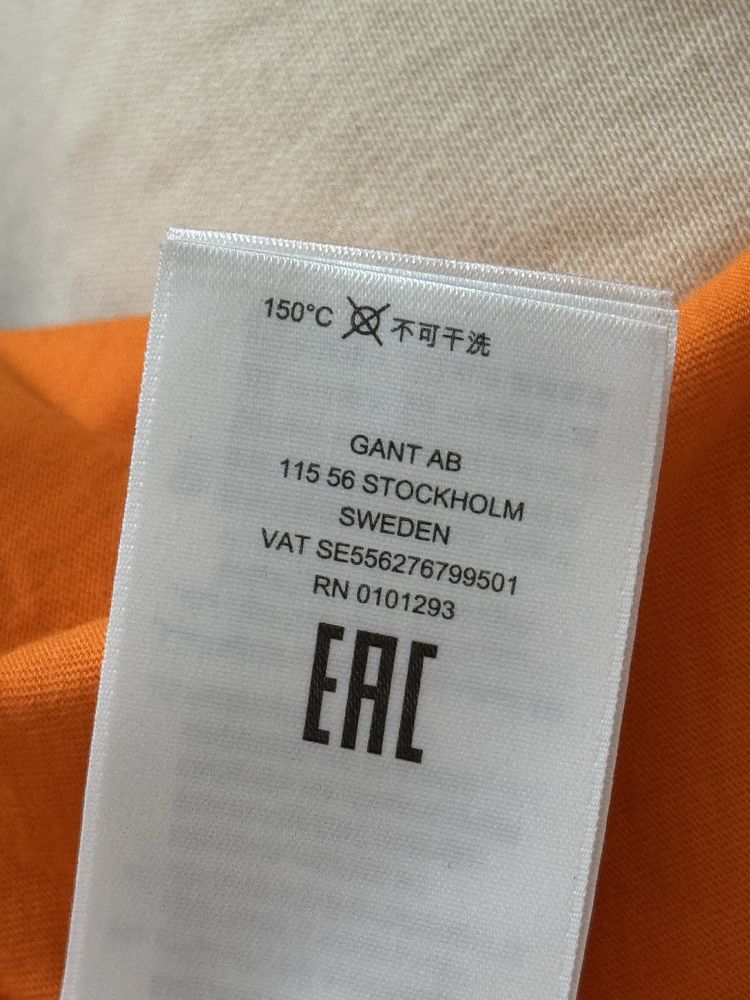 150°C 不可干洗
GANT AB
115 56 STOCKHOLM
SWEDEN
VAT SE556276799501
RN 0101293
EAC